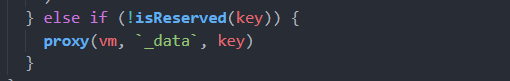 } else if (!isReserved(key)) {
proxy(vm, `_data`, key)
}